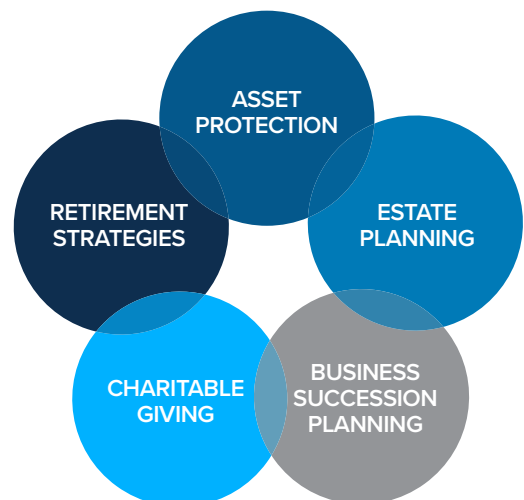 ASSET
PROTECTION
RETIREMENT
STRATEGIES
ESTATE
PLANNING
CHARITABLE
GIVING
BUSINESS
SUCCESSION
PLANNING